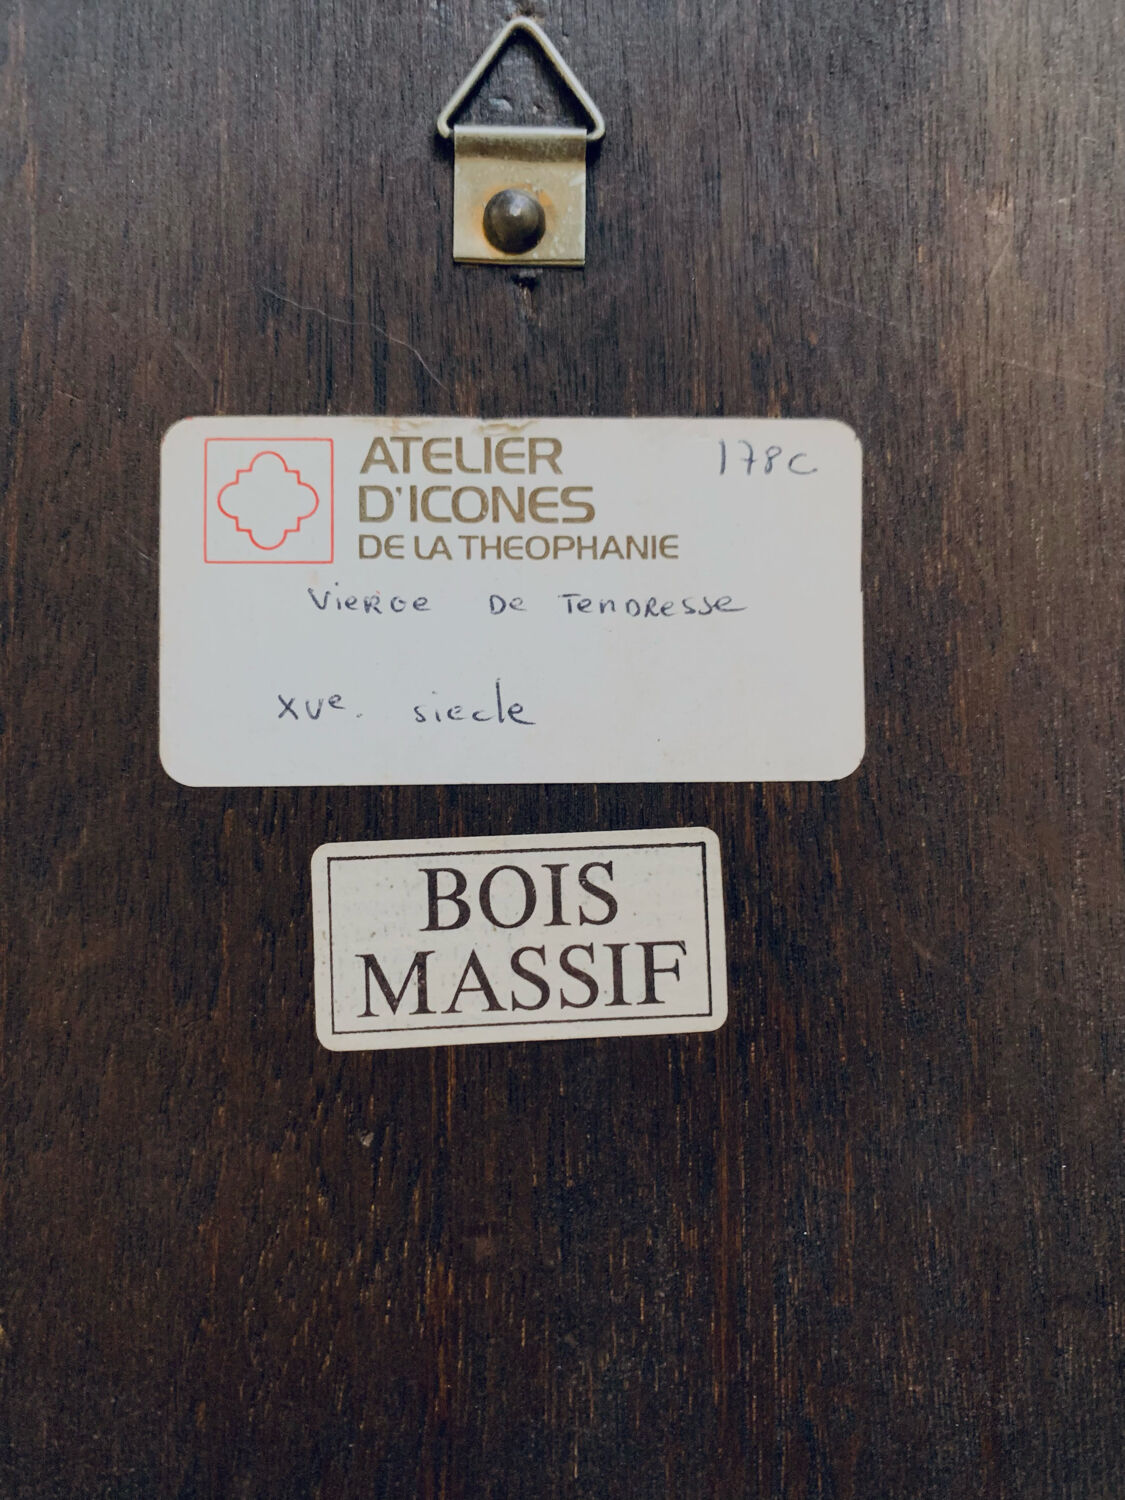 ATELIER
D'ICONES
DE LA THEOPHANIE
178c
Vierge De Tendresse
XVe. siecle
BOIS
MASSIF